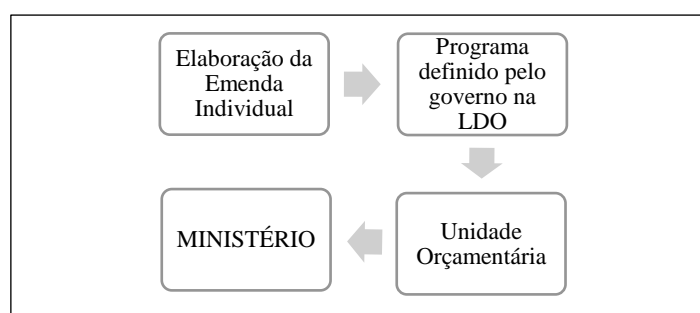 Elaboração da
Emenda
Individual
Programa
definido pelo
governo na
LDO
Unidade
Orçamentária
MINISTÉRIO